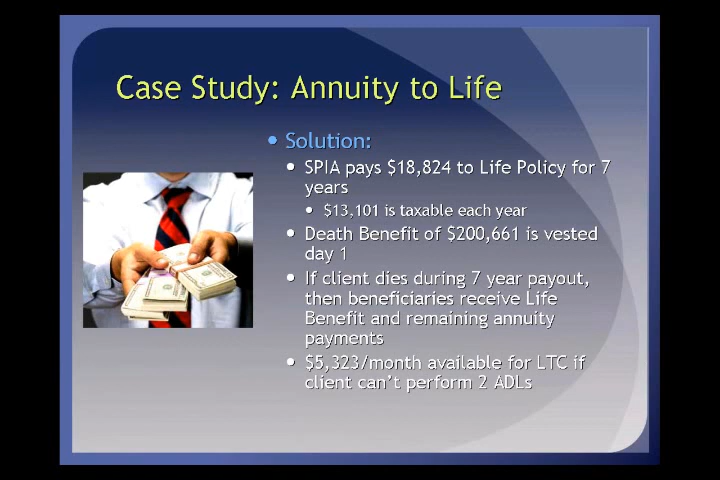 Case Study: Annuity to Life
• Solution:
• SPIA pays $18,824 to Life Policy for 7
years
• $13,101 is taxable each year
• Death Benefit of $200,661 is vested
day 1
• If client dies during 7 year payout,
then beneficiaries receive Life
Benefit and remaining annuity
payments
• $5,323/month available for LTC if
client can't perform 2 ADLs